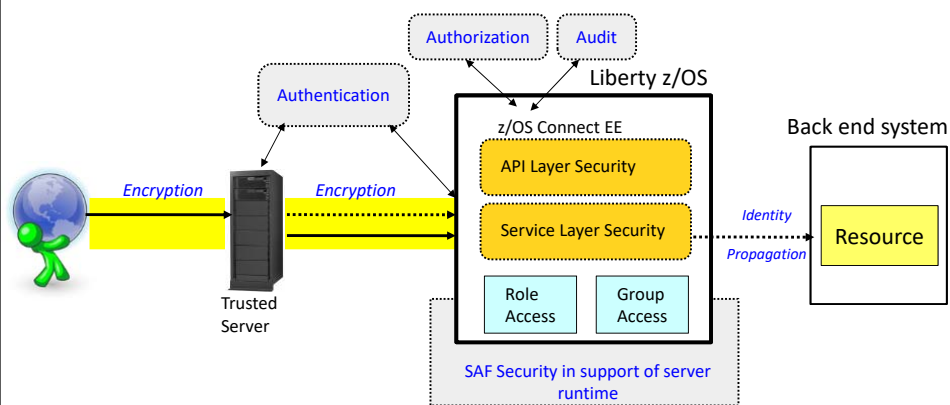 Authorization
Audit
Liberty z/OS
Authentication
z/OS Connect EE
Back end system
API Layer Security
Encryption
Encryption
Service Layer Security
Identity
Propagation
Resource
Trusted
Server
Role
Access
Group
Access
SAF Security in support of server
runtime